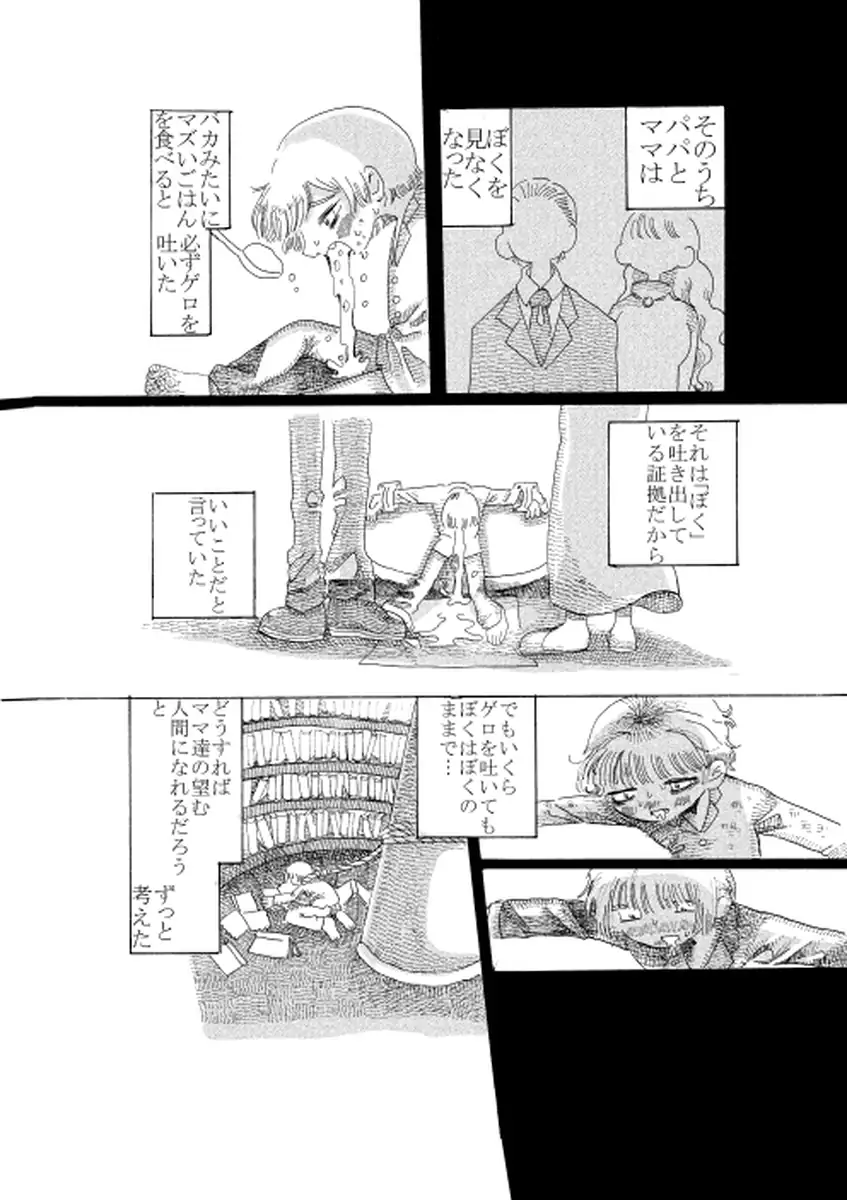 そのうち
パパと
ママは
ぼくを
見なく
なった
バカみたいに
マズいごはん
を食べると
必ずゲロを
吐いた
それは『ぼく』
を吐き出して
いる証拠だから
いいことだと
言っていた
でもいくら
ゲロを吐いても
ぼくはぼくの
ままで…
どうすれば
ママ達の望む
人間になれるだろう
と
ずっと
考えた